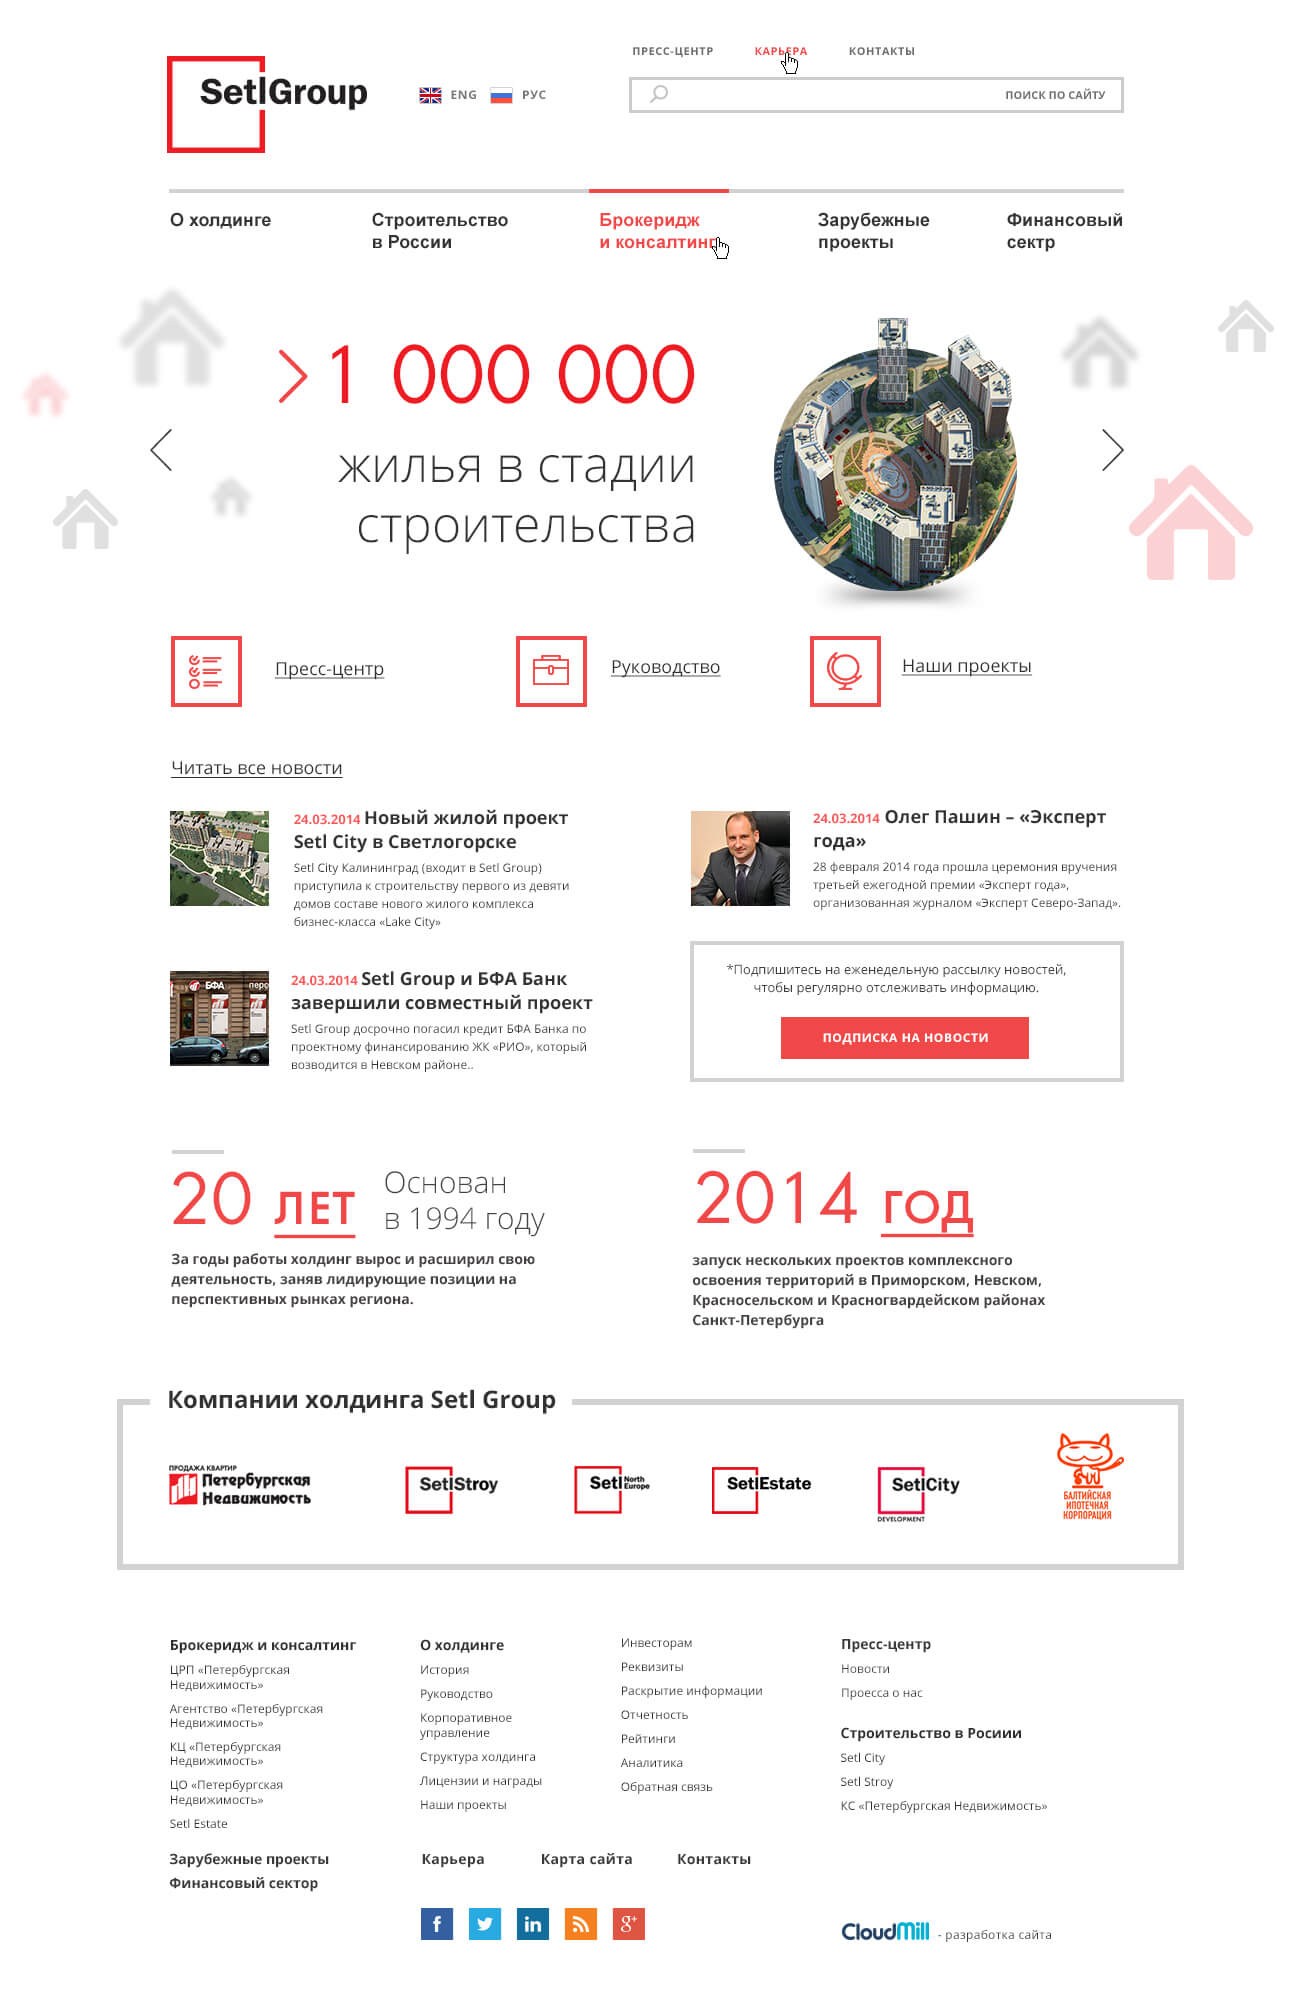 ПРЕСС-ЦЕНТР
КАРЬЕРА
КОНТАКТЫ
SetlGroup
ENG
РУС
ПОИСК ПО САЙТУ
О холдинге
Строительство
в России
Брокеридж
и консалтинг
Зарубежные
проекты
Финансовый
сектр
> 1 000 000
жилья в стадии
строительства
Пресс-центр
Руководство
Наши проекты
Читать все новости
24.03.2014 Новый жилой проект
Setl City в Светлогорске
Setl City Калининград (входит в Setl Group)
приступила к строительству первого из девяти
домов составе нового жилого комплекса
бизнес-класса «Lake City»
24.03.2014 Олег Пашин – «Эксперт
года»
28 февраля 2014 года прошла церемония вручения
третьей ежегодной премии «Эксперт года»,
организованная журналом «Эксперт Северо-Запад».
БФА
24.03.2014 Setl Group и БФА Банк
завершили совместный проект
Setl Group досрочно погасил кредит БФА Банка по
проектному финансированию ЖК «РИО», который
возводится в Невском районе..
*Подпишитесь на еженедельную рассылку новостей,
чтобы регулярно отслеживать информацию.
ПОДПИСКА НА НОВОСТИ
20 лет
Основан
в 1994 году
За годы работы холдинг вырос и расширил свою
деятельность, заняв лидирующие позиции на
перспективных рынках региона.
2014 год
запуск нескольких проектов комплексного
освоения территорий в Приморском, Невском,
Красносельском и Красногвардейском районах
Санкт-Петербурга
Компании холдинга Setl Group
ПРОДАЖА КВАРТИР
Петербургская
Недвижимость
SetlStroy
Setl North
Europe
SetlEstate
SetlCity
DEVELOPMENT
БАЛТИЙСКАЯ
ИПОТЕЧНАЯ
КОРПОРАЦИЯ
Брокеридж и консалтинг
ЦРП «Петербургская
Недвижимость»
Агентство «Петербургская
Недвижимость»
КЦ «Петербургская
Недвижимость»
ЦО «Петербургская
Недвижимость»
Setl Estate
Зарубежные проекты
Финансовый сектор
О холдинге
История
Руководство
Корпоративное
управление
Структура холдинга
Лицензии и награды
Наши проекты
Инвесторам
Реквизиты
Раскрытие информации
Отчетность
Рейтинги
Аналитика
Обратная связь
Пресс-центр
Новости
Проесса о нас
Строительство в Росиии
Setl City
Setl Stroy
КС «Петербургская Недвижимость»
Карьера
Карта сайта
Контакты
f
in
g+
CloudMill - разработка сайта